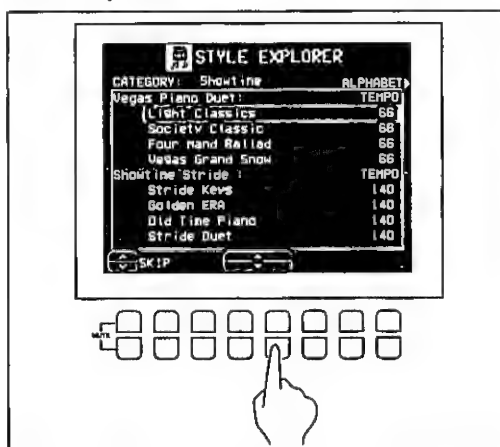 STYLE EXPLORER
CATEGORY: Showtime ALPHABET
Vegas Piano Duet: TEMPO
Light Classics 66
Society Classic 68
Four Hand Ballad 66
Vegas Grand Show 66
Showtime Stride : TEMPO
Stride Keys 140
Golden ERA 140
Old Time Piano 140
Stride Duet 140
SKIP
MUTE